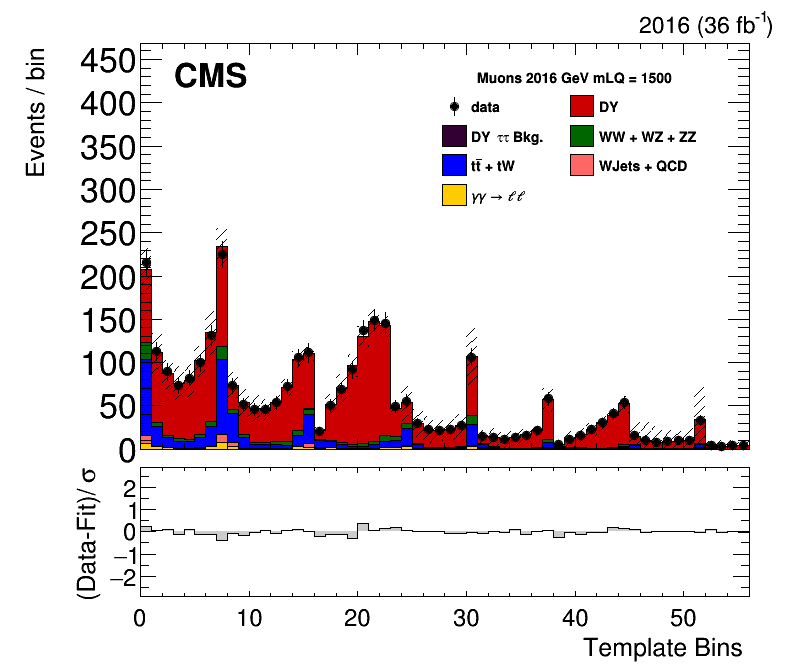 2016 (36 fb-1)
CMS
Muons 2016 GeV mLQ = 1500
data
DY
DY ττ Bkg.
WW + WZ + ZZ
tt̄ + tW
WJets + QCD
γγ → ℓℓ
Events / bin
450
400
350
300
250
200
150
100
50
0
(Data-Fit)/ σ
2
1
0
−1
−2
0 10 20 30 40 50
Template Bins